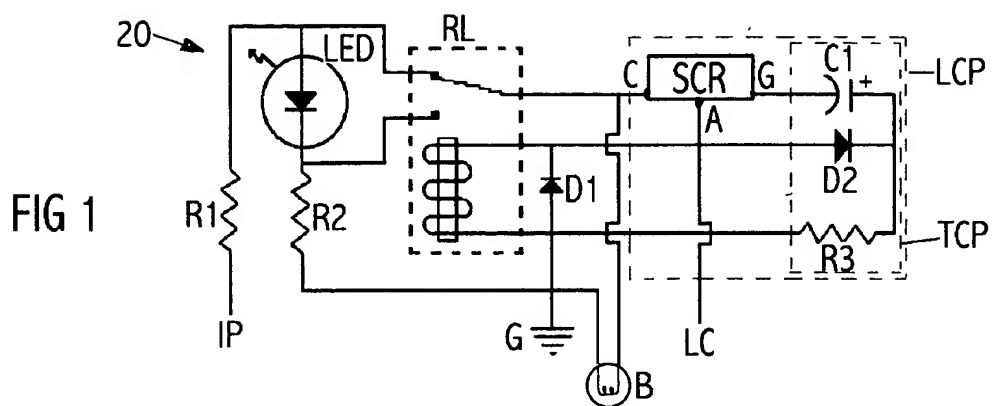 20
LED
RL
C SCR G
C1
+
LCP
A
D2
FIG 1
R1
R2
D1
R3
TCP
IP
G
LC
B